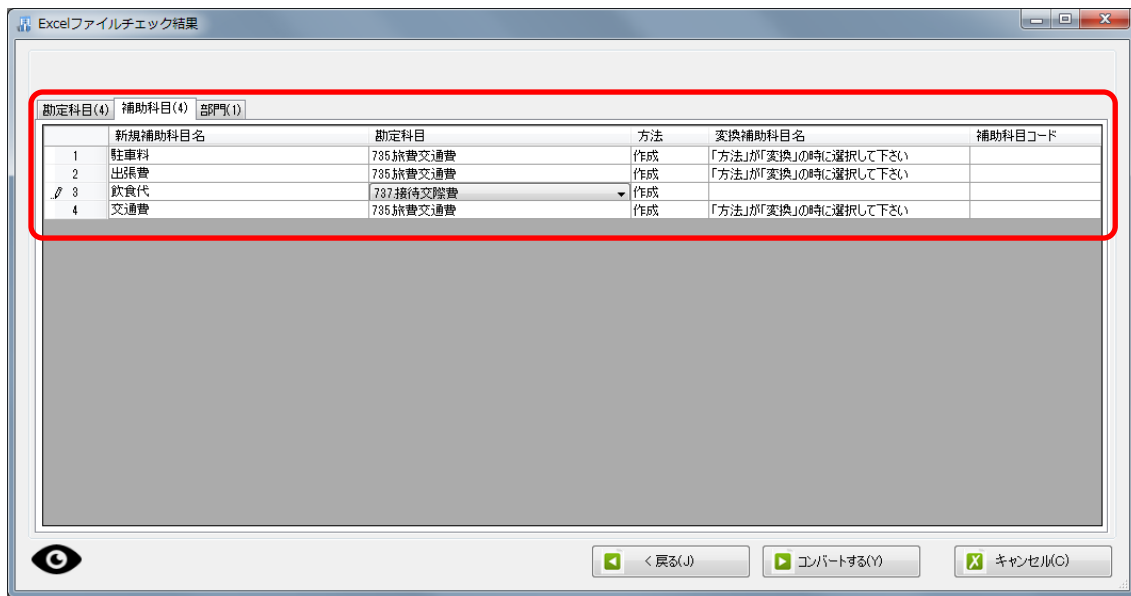 Excelファイルチェック結果
勘定科目(4) 補助科目(4) 部門(1)
新規補助科目名 勘定科目 方法 変換補助科目名 補助科目コード
1 駐車料 735.旅費交通費 作成 「方法」が「変換」の時に選択して下さい
2 出張費 735.旅費交通費 作成 「方法」が「変換」の時に選択して下さい
3 飲食代 737.接待交際費 作成
4 交通費 735.旅費交通費 作成 「方法」が「変換」の時に選択して下さい
< 戻る(J) コンバートする(Y) キャンセル(C)